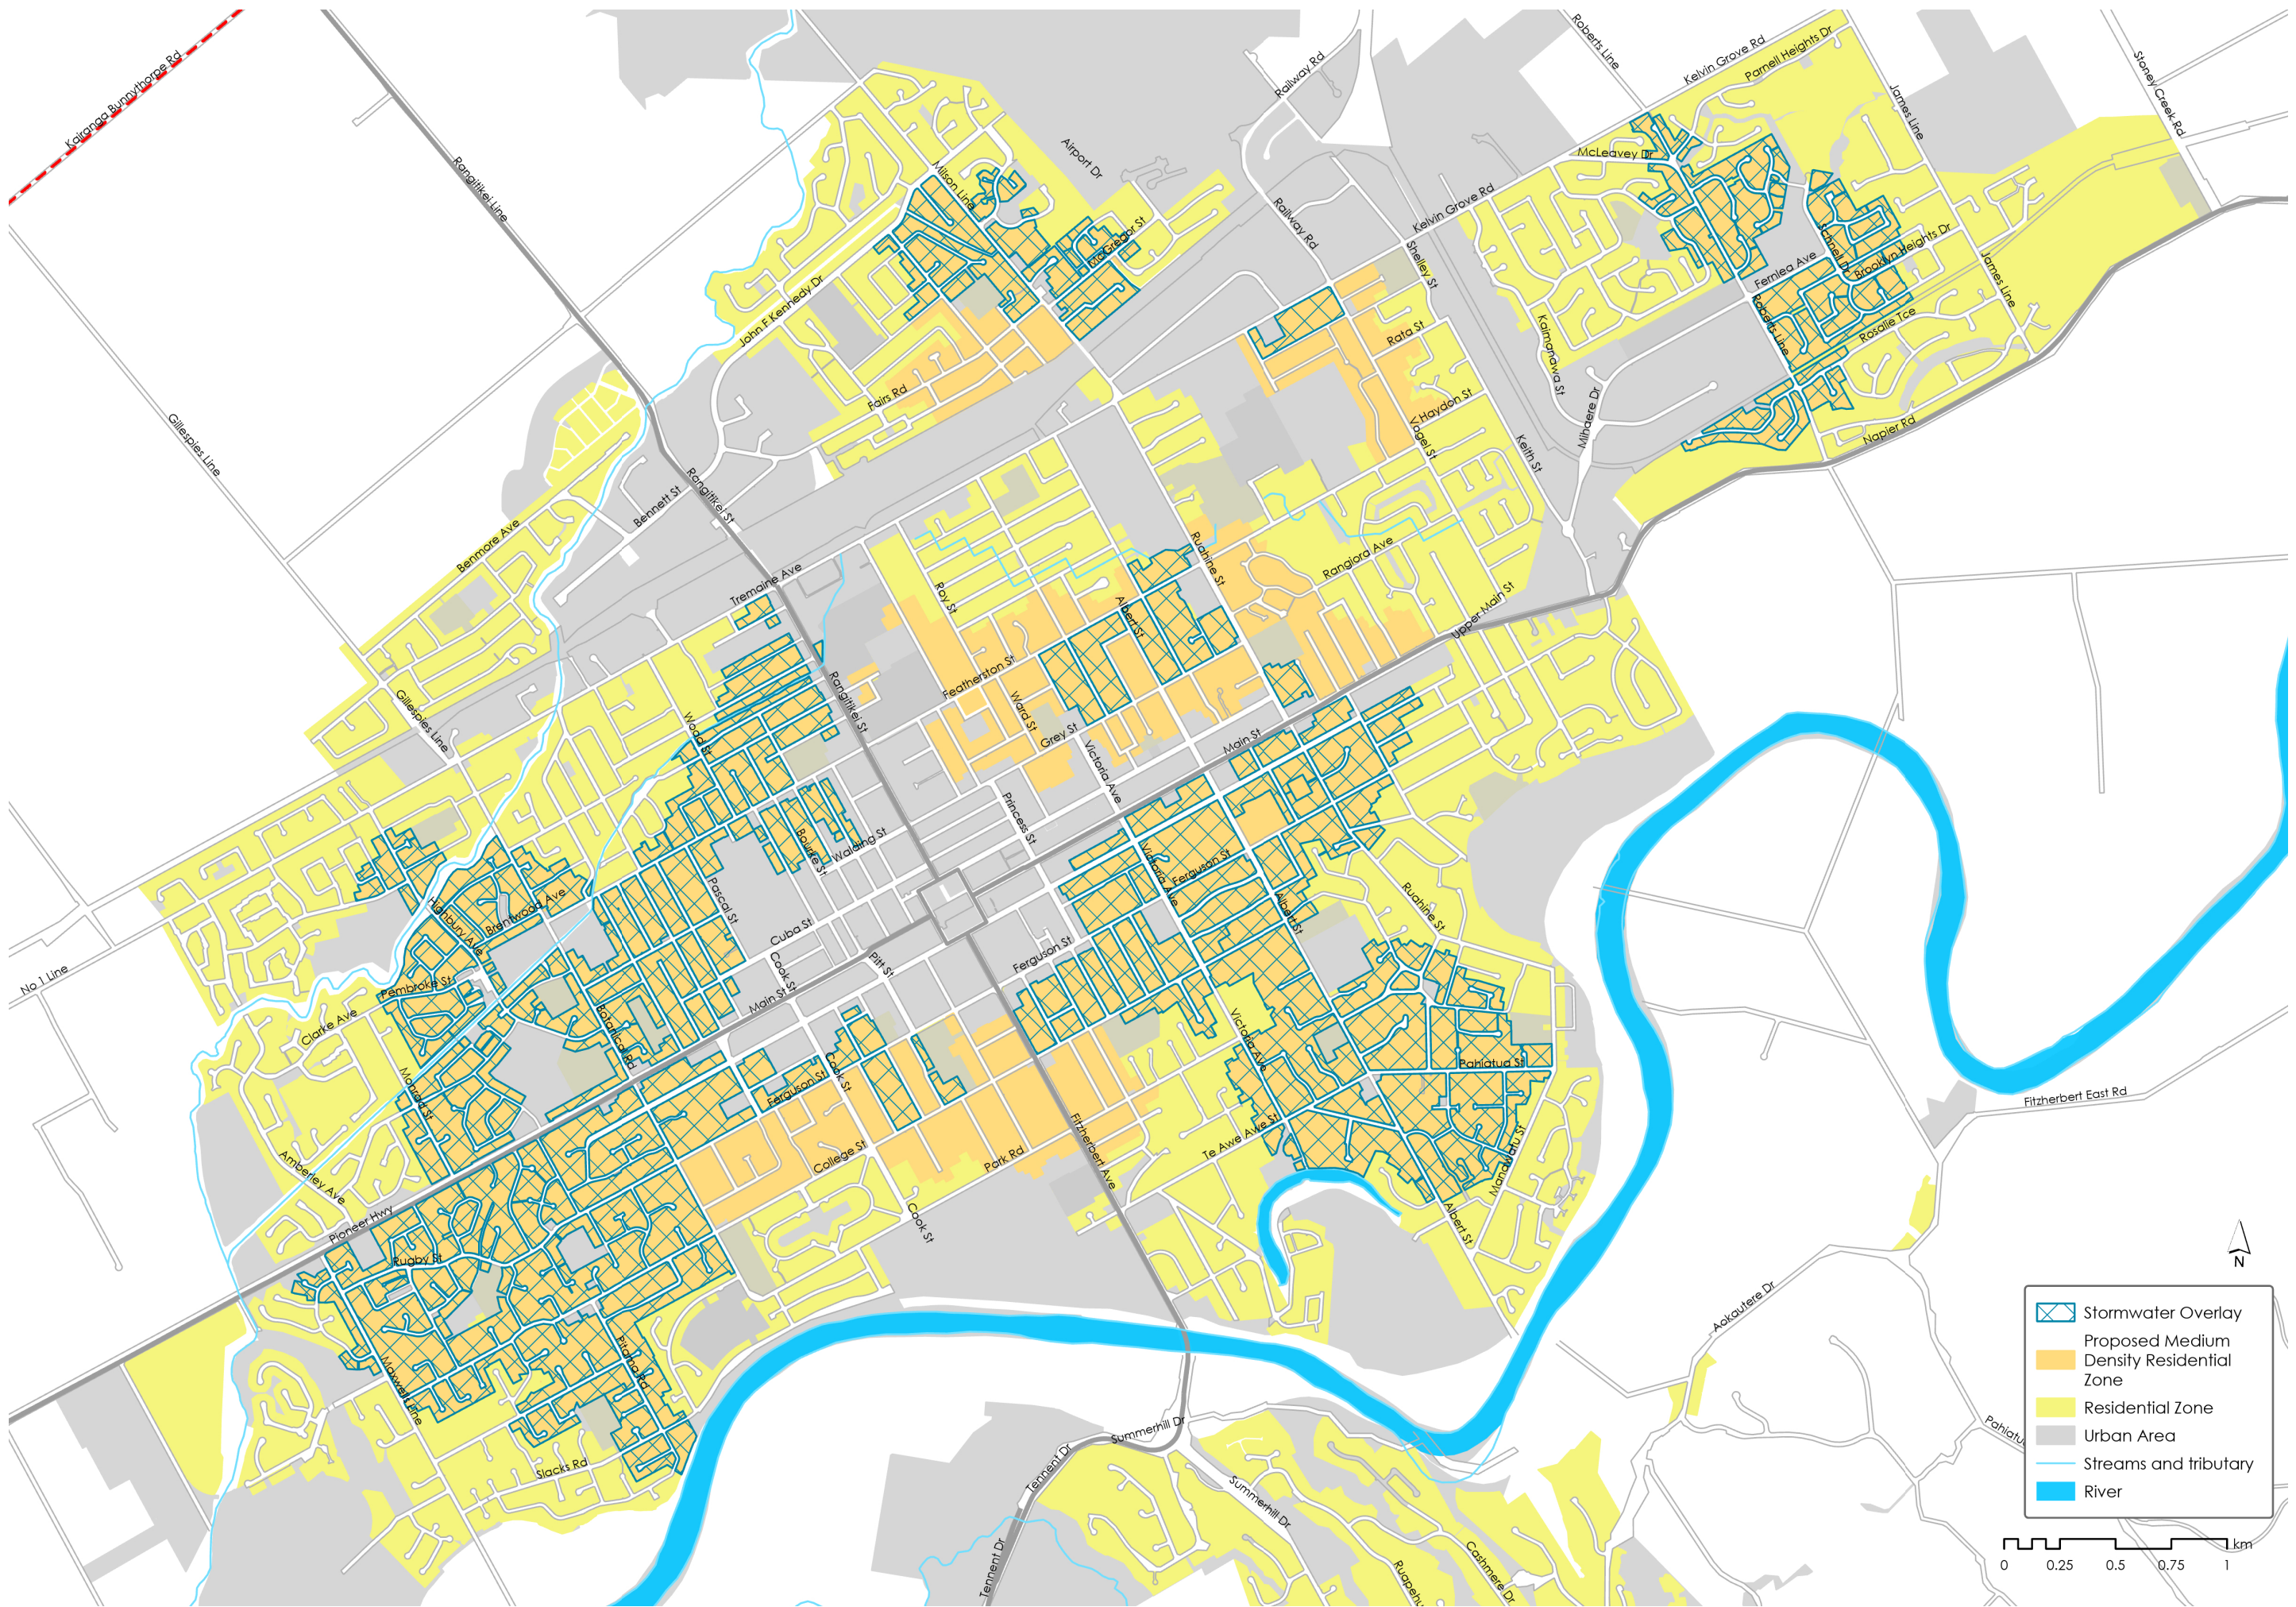 Kairanga Bunnythorpe Rd
Rangitikei Line
Railway Rd
Roberts Line
Kelvin Grove Rd
Parnell Heights Dr
James Line
Stoney Creek Rd
Airport Dr
Milson Line
McLeavey Dr
Railway Rd
Kelvin Grove Rd
McGregor St
Shelley St
Schnell Dr
Brooklyn Heights Dr
Fernlea Ave
James Line
John F Kennedy Dr
Rata St
Kaimanawa St
Roberts Line
Rosalie Tce
Fairs Rd
Gillespies Line
Haydon St
Vogel St
Keith St
Mihaere Dr
Napier Rd
Bennett St
Rangitikei St
Benmore Ave
Ruahine St
Rangiora Ave
Tremaine Ave
Roy St
Albert St
Upper Main St
Featherston St
Rangitikei St
Ward St
Grey St
Gillespies Line
Wood St
Main St
Victoria Ave
Princess St
Bourke St
Walding St
Ferguson St
Victoria Ave
Albert St
Ruahine St
Highbury Ave
Brentwood Ave
Pascal St
Cuba St
Ferguson St
No 1 Line
Pembroke St
Cook St
Main St
Pitt St
Clarke Ave
Botanical Rd
Victoria Ave
Pahiatua St
Monrad St
Ferguson St
Cook St
Fitzherbert East Rd
Fitzherbert Ave
Te Awe Awe St
Amberley Ave
College St
Park Rd
Manawatu St
Pioneer Hwy
Cook St
Albert St
Rugby St
Aokautere Dr
Maxwells Line
Pitama Rd
Slacks Rd
Summerhill Dr
Tennent Dr
Summerhill Dr
Tennent Dr
Ruapehu
Cashmere Dr
N
Stormwater Overlay
Proposed Medium
Density Residential
Zone
Residential Zone
Urban Area
Streams and tributary
River
km
0 0.25 0.5 0.75 1